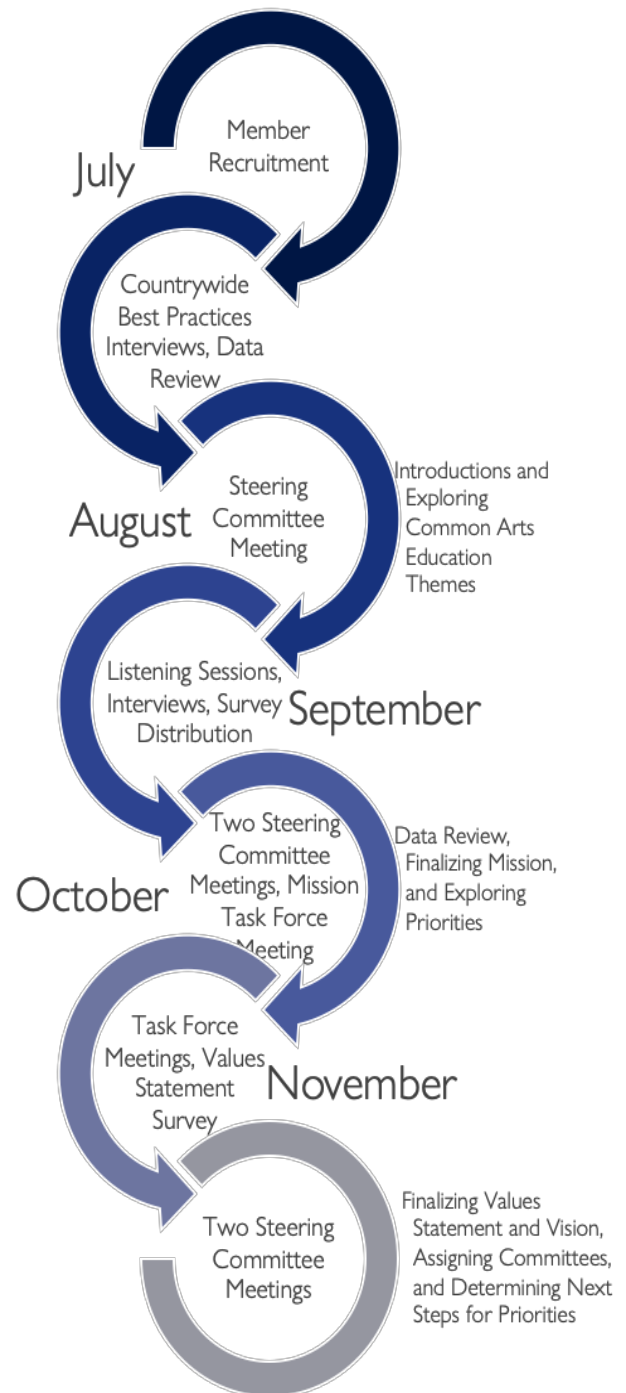 Member
Recruitment
July
Countrywide
Best Practices
Interviews, Data
Review
August
Steering
Committee
Meeting
Introductions and
Exploring
Common Arts
Education
Themes
Listening Sessions,
Interviews, Survey
Distribution
September
October
Two Steering
Committee
Meetings, Mission
Task Force
Meeting
Data Review,
Finalizing Mission,
and Exploring
Priorities
Task Force
Meetings, Values
Statement
Survey
November
Two Steering
Committee
Meetings
Finalizing Values
Statement and Vision,
Assigning Committees,
and Determining Next
Steps for Priorities